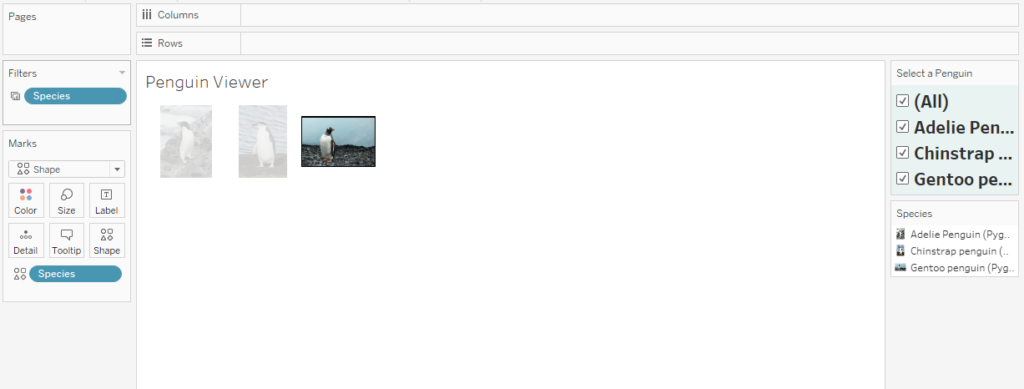 Pages
Columns
Rows
Filters
Species
Marks
Shape
Color Size Label
Detail Tooltip Shape
Species
Penguin Viewer
Select a Penguin
(All)
Adelie Pen...
Chinstrap ...
Gentoo pe...
Species
Adelie Penguin (Pyg..
Chinstrap penguin (..
Gentoo penguin (Pyg..